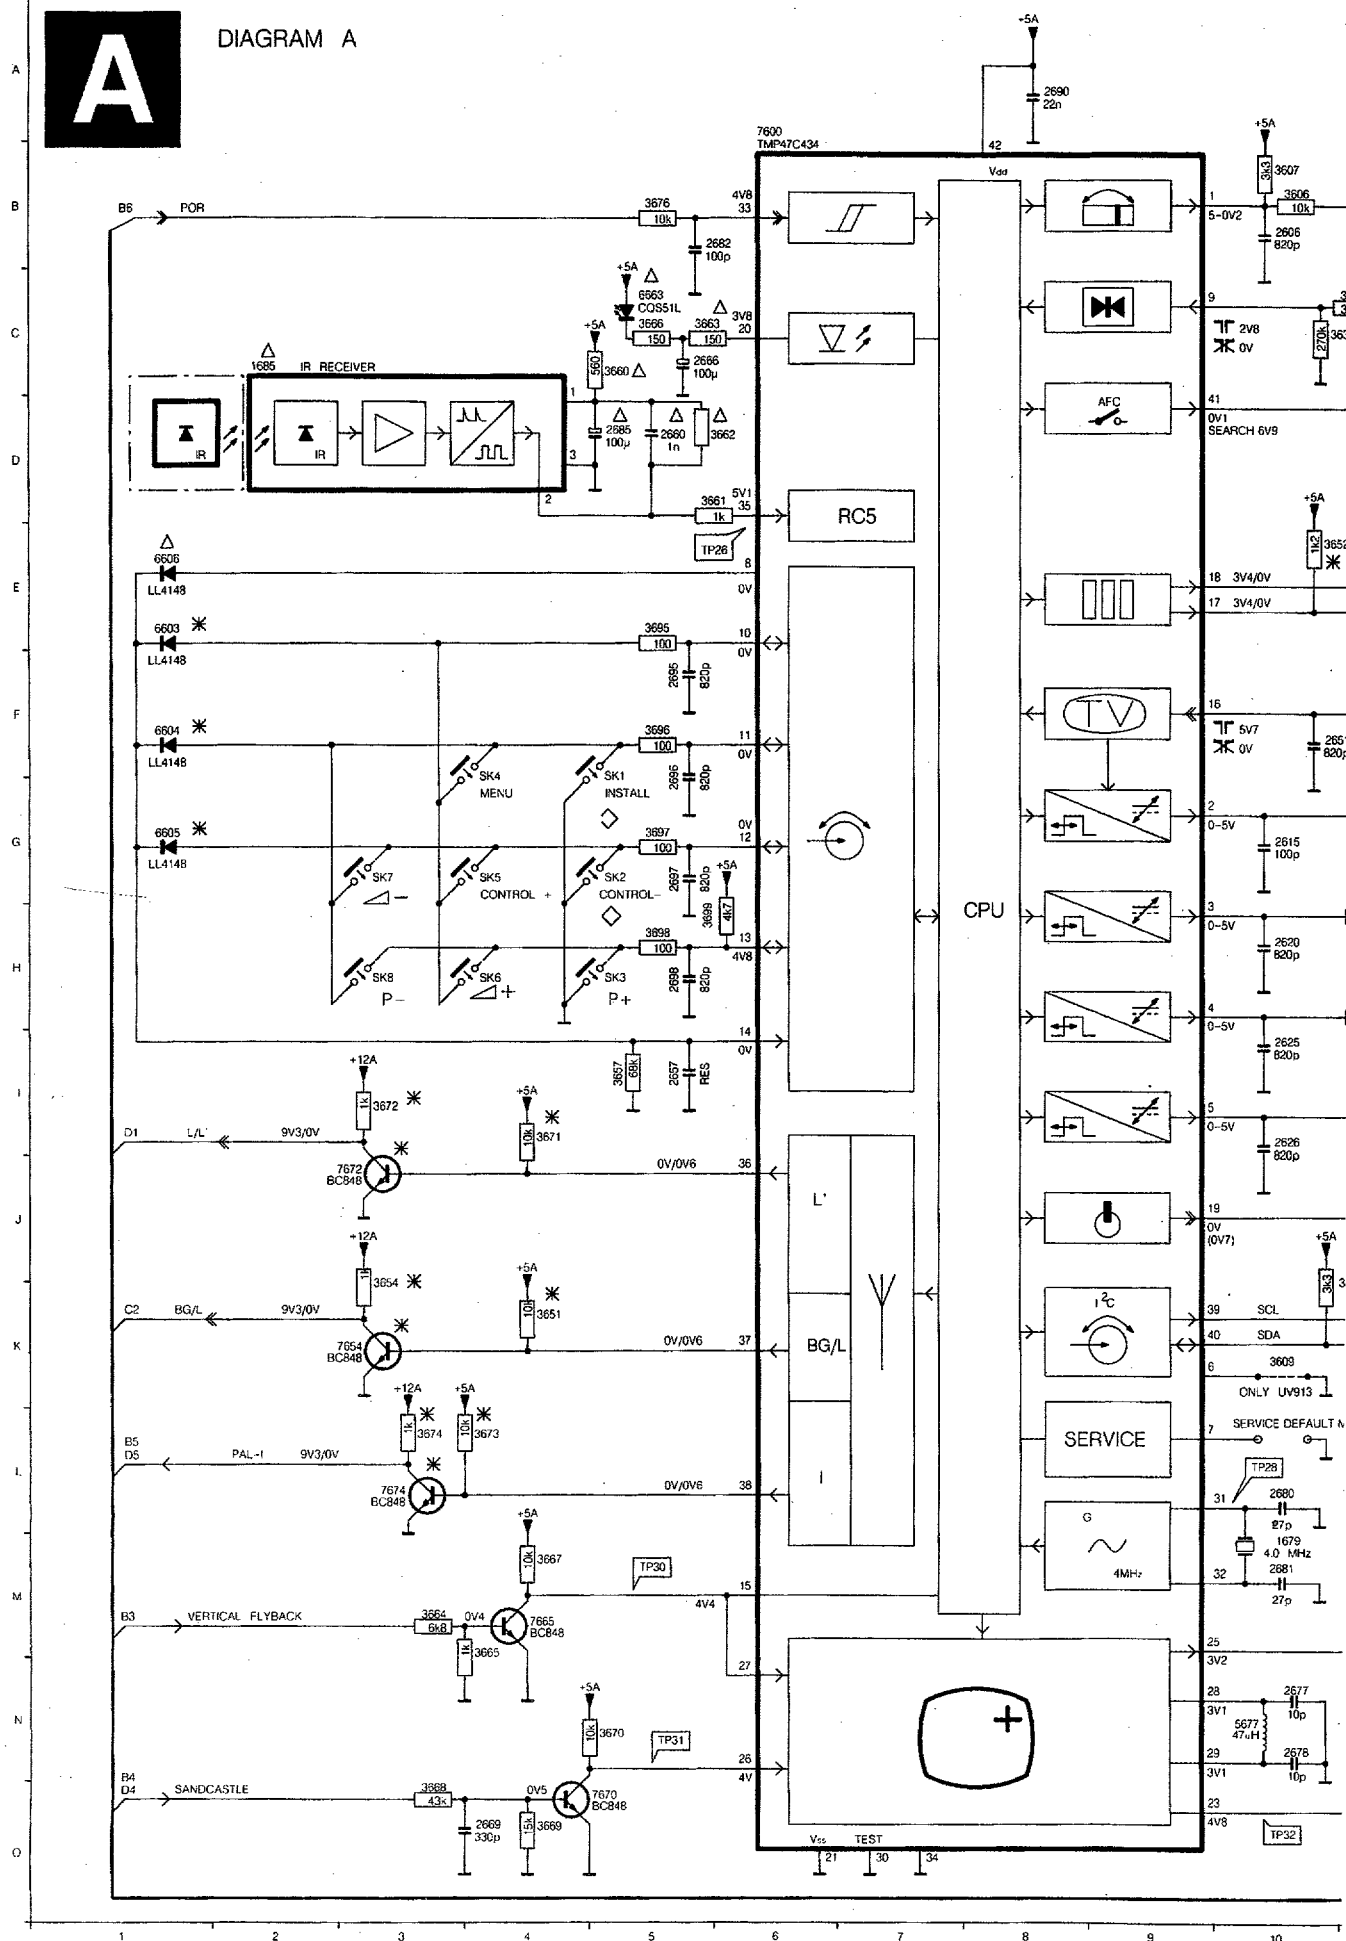 A
DIAGRAM A
+5A
2690
22n
7600
TMP47C434
42
Vdd
+5A
3k3
3607
B6
POR
3676
10k
4V8
33
1
5-0V2
3606
10k
2682
100p
2606
820p
+5A
6663
CQS51L
3666
150
3663
150
3V8
20
9
2V8
0V
270k
2666
100µ
+5A
560
3660
1685
IR RECEIVER
1
IR
IR
2685
100µ
2660
1n
3662
3
2
AFC
41
0V1
SEARCH 6V9
3661
1k
5V1
35
RC5
TP26
+5A
1k2
3652
6606
LL4148
8
0V
18 3V4/0V
17 3V4/0V
6603
LL4148
3695
100
10
0V
2695
820p
6604
LL4148
3696
100
11
0V
2696
820p
TV
16
5V7
0V
2651
820p
SK4
MENU
SK1
INSTALL
6605
LL4148
3697
100
0V
12
2697
820p
2
0-5V
2615
100p
SK7
SK5
CONTROL +
SK2
CONTROL-
+5A
3699
4k7
CPU
3
0-5V
2620
820p
3698
100
13
4V8
2698
820p
SK8
P-
SK6
+
SK3
P+
4
0-5V
2625
820p
14
0V
3657
68k
2657
RES
+12A
1k
3672
+5A
10k
3671
5
0-5V
2626
820p
D1
L/L'
9V3/0V
7672
BC848
0V/0V6
36
L'
19
0V
(0V7)
+12A
1k
3654
+5A
10k
3651
+5A
3k3
I²C
39
SCL
40
SDA
C2
BG/L
9V3/0V
7654
BC848
0V/0V6
37
BG/L
6
3609
ONLY UV913
+12A
1k
3674
+5A
10k
3673
SERVICE
7
SERVICE DEFAULT M
B5
D5
PAL-I
9V3/0V
7674
BC848
0V/0V6
38
I
TP28
31
2680
27p
G
4MHz
1679
4.0 MHz
32
2681
27p
+5A
10k
3667
TP30
15
4V4
B3
VERTICAL FLYBACK
3664
6k8
0V4
7665
BC848
1k
3665
27
25
3V2
28
3V1
2677
10p
5677
47uH
29
3V1
2678
10p
+5A
10k
3670
TP31
26
4V
B4
D4
SANDCASTLE
3668
43k
0V5
7670
BC848
2669
330p
15k
3669
23
4V8
TP32
Vss
21
TEST
30
34
A
B
C
D
E
F
G
H
I
J
K
L
M
N
O
1 2 3 4 5 6 7 8 9 10